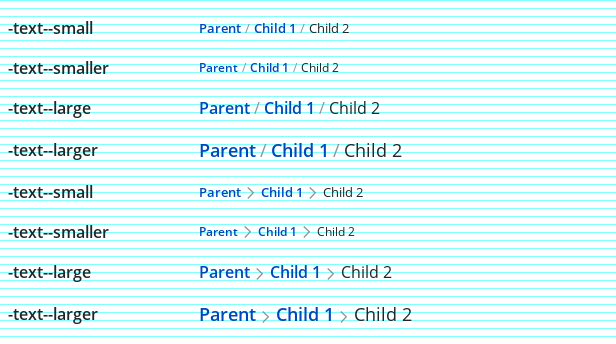 -text--small Parent / Child 1 / Child 2
-text--smaller Parent / Child 1 / Child 2
-text--large Parent / Child 1 / Child 2
-text--larger Parent / Child 1 / Child 2
-text--small Parent > Child 1 > Child 2
-text--smaller Parent > Child 1 > Child 2
-text--large Parent > Child 1 > Child 2
-text--larger Parent > Child 1 > Child 2